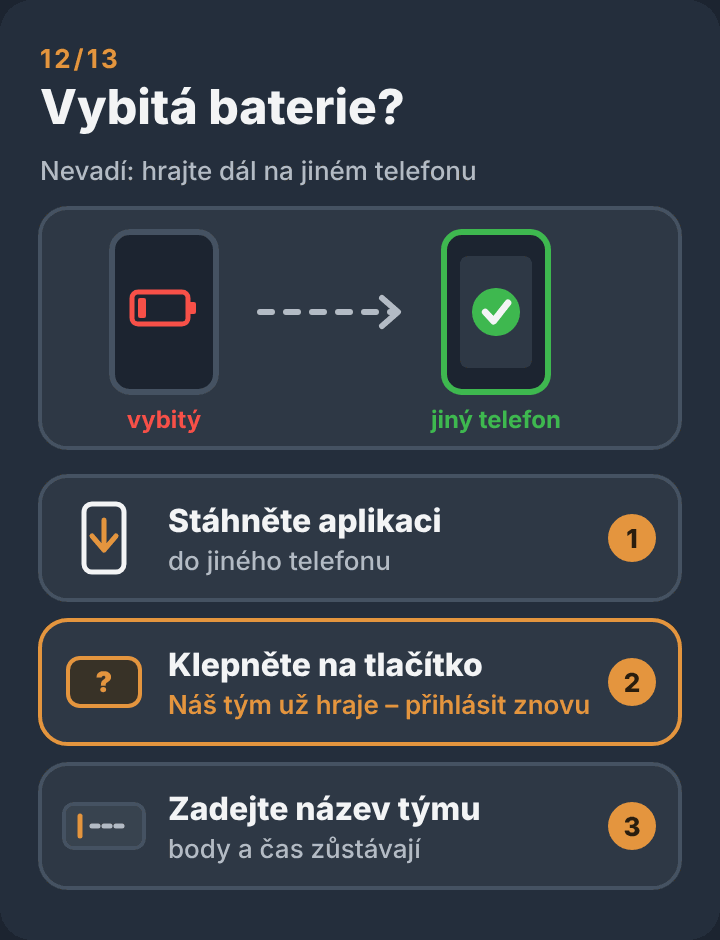 12/13
Vybitá baterie?
Nevadí: hrajte dál na jiném telefonu
vybitý
jiný telefon
Stáhněte aplikaci
do jiného telefonu
1
?
Klepněte na tlačítko
Náš tým už hraje – přihlásit znovu
2
Zadejte název týmu
body a čas zůstávají
3